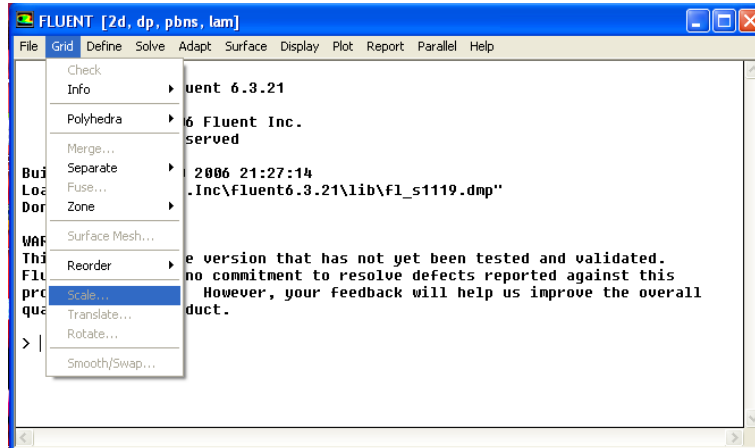 FLUENT [2d, dp, pbns, lam]
File Grid Define Solve Adapt Surface Display Plot Report Parallel Help
Check
Info
Polyhedra
Merge...
Separate
Fuse...
Zone
Surface Mesh...
Reorder
Scale...
Translate...
Rotate...
Smooth/Swap...
uent 6.3.21
6 Fluent Inc.
served
Bui 2006 21:27:14
Loa .Inc\fluent6.3.21\lib\fl_s1119.dmp"
Don
WAR
Thi e version that has not yet been tested and validated.
Flu no commitment to resolve defects reported against this
pro However, your feedback will help us improve the overall
qua duct.
>